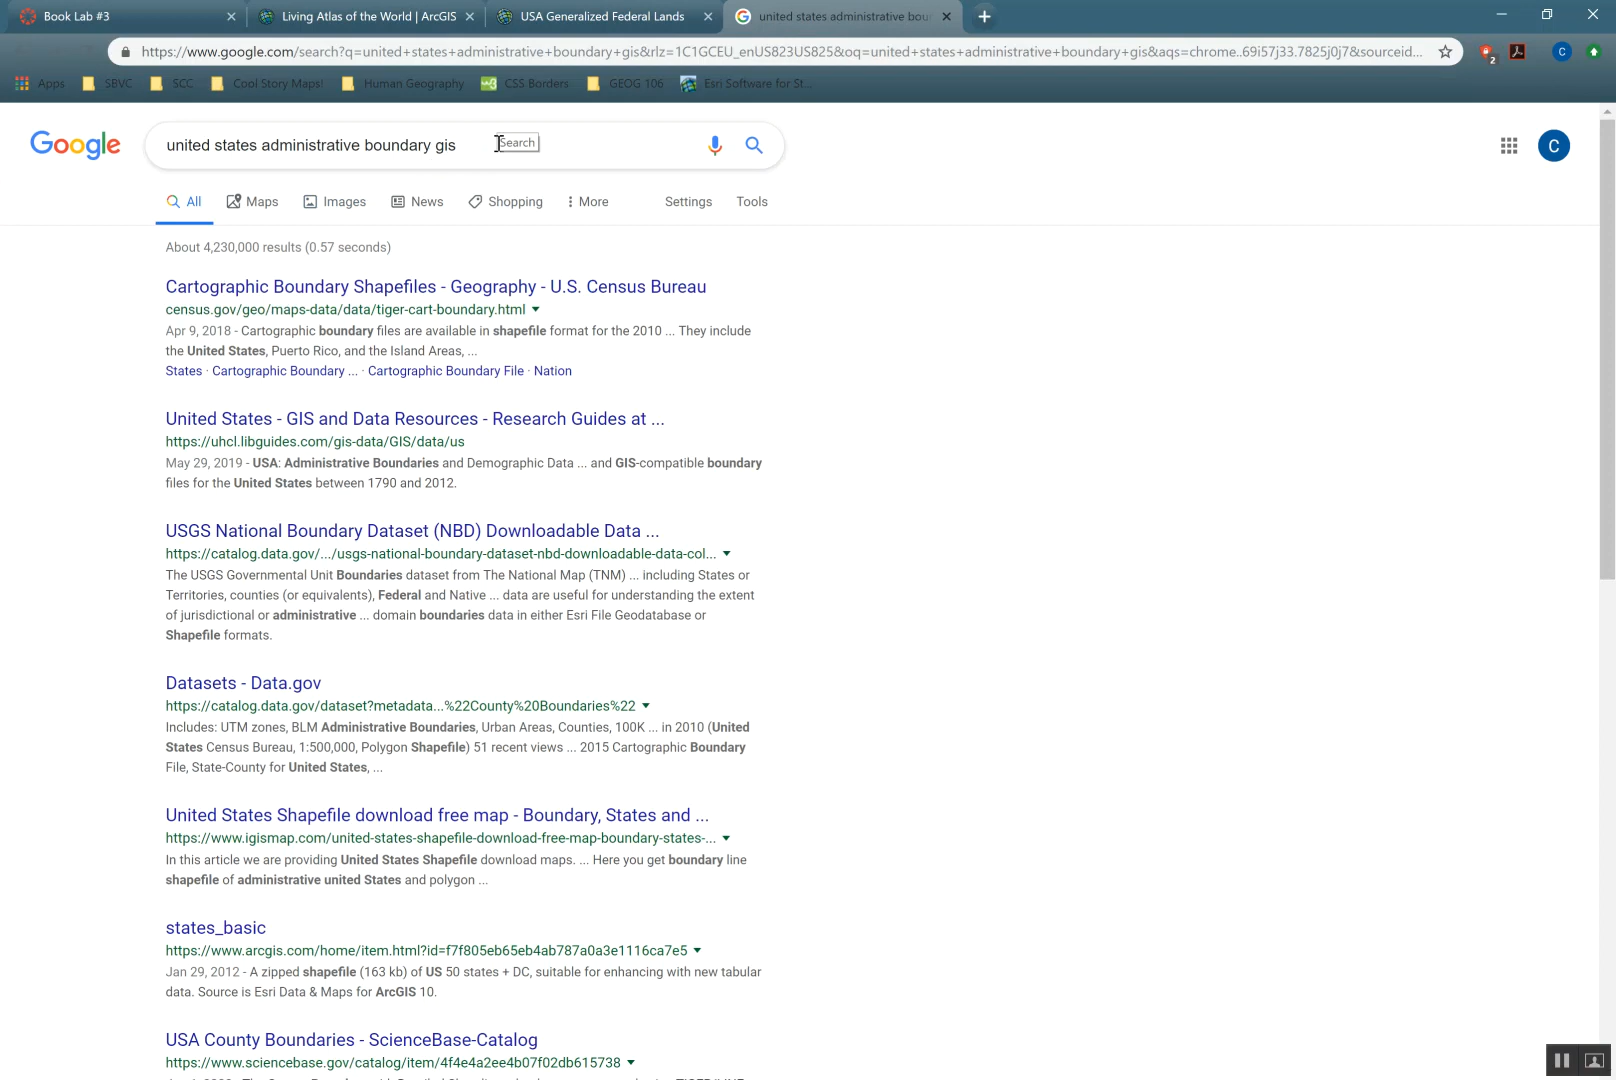 Book Lab #3
Living Atlas of the World | ArcGIS
USA Generalized Federal Lands
united states administrative bou
https://www.google.com/search?q=united+states+administrative+boundary+gis&rlz=1C1GCEU_enUS823US825&oq=united+states+administrative+boundary+gis&aqs=chrome..69i57j33.7825j0j7&sourceid...
2
C
Apps SBVC SCC Cool Story Maps! Human Geography CSS Borders GEOG 106 Esri Software for St...
Google
united states administrative boundary gis
Search
C
All Maps Images News Shopping More Settings Tools
About 4,230,000 results (0.57 seconds)
Cartographic Boundary Shapefiles - Geography - U.S. Census Bureau
census.gov/geo/maps-data/data/tiger-cart-boundary.html
Apr 9, 2018 - Cartographic boundary files are available in shapefile format for the 2010 ... They include
the United States, Puerto Rico, and the Island Areas, ...
States · Cartographic Boundary ... · Cartographic Boundary File · Nation
United States - GIS and Data Resources - Research Guides at ...
https://uhcl.libguides.com/gis-data/GIS/data/us
May 29, 2019 - USA: Administrative Boundaries and Demographic Data ... and GIS-compatible boundary
files for the United States between 1790 and 2012.
USGS National Boundary Dataset (NBD) Downloadable Data ...
https://catalog.data.gov/.../usgs-national-boundary-dataset-nbd-downloadable-data-col...
The USGS Governmental Unit Boundaries dataset from The National Map (TNM) ... including States or
Territories, counties (or equivalents), Federal and Native ... data are useful for understanding the extent
of jurisdictional or administrative ... domain boundaries data in either Esri File Geodatabase or
Shapefile formats.
Datasets - Data.gov
https://catalog.data.gov/dataset?metadata...%22County%20Boundaries%22
Includes: UTM zones, BLM Administrative Boundaries, Urban Areas, Counties, 100K ... in 2010 (United
States Census Bureau, 1:500,000, Polygon Shapefile) 51 recent views ... 2015 Cartographic Boundary
File, State-County for United States, ...
United States Shapefile download free map - Boundary, States and ...
https://www.igismap.com/united-states-shapefile-download-free-map-boundary-states-...
In this article we are providing United States Shapefile download maps. ... Here you get boundary line
shapefile of administrative united States and polygon ...
states_basic
https://www.arcgis.com/home/item.html?id=f7f805eb65eb4ab787a0a3e1116ca7e5
Jan 29, 2012 - A zipped shapefile (163 kb) of US 50 states + DC, suitable for enhancing with new tabular
data. Source is Esri Data & Maps for ArcGIS 10.
USA County Boundaries - ScienceBase-Catalog
https://www.sciencebase.gov/catalog/item/4f4e4a2ee4b07f02db615738